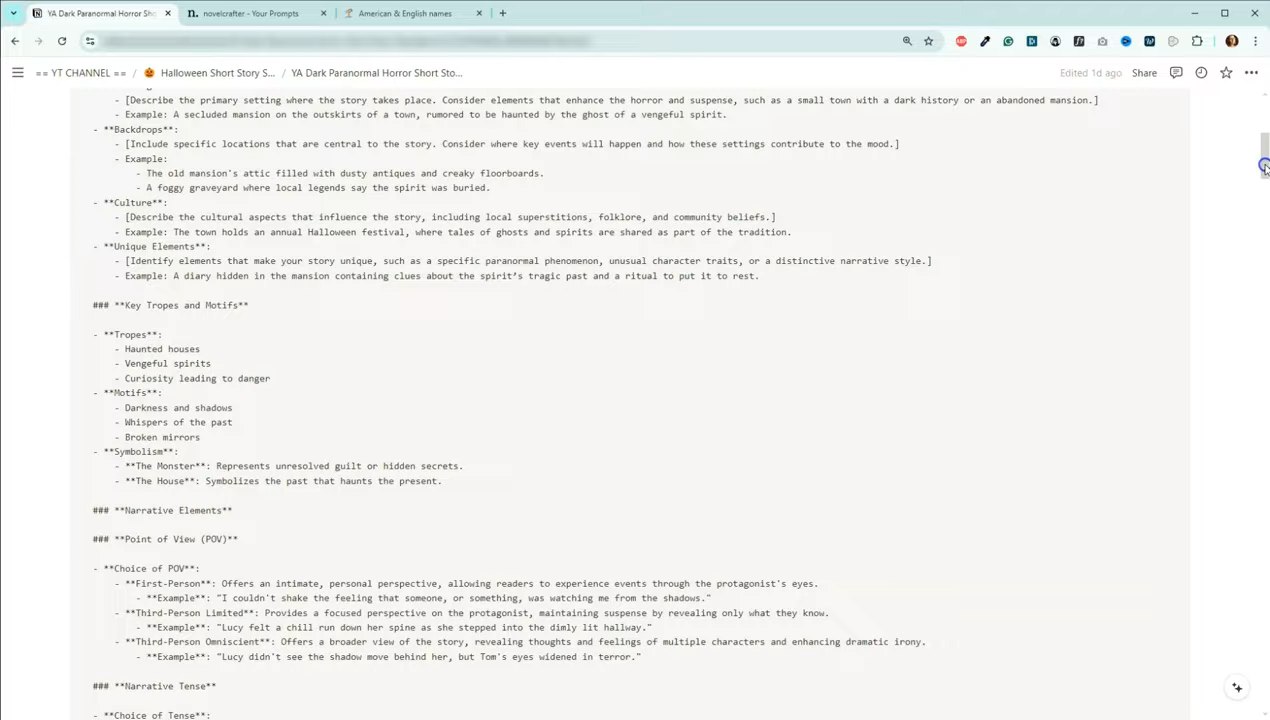 YA Dark Paranormal Horror Sho
novelcrafter - Your Prompts
American & English names
== YT CHANNEL == / Halloween Short Story S... / YA Dark Paranormal Horror Short Sto...
Edited 1d ago Share
- [Describe the primary setting where the story takes place. Consider elements that enhance the horror and suspense, such as a small town with a dark history or an abandoned mansion.]
- Example: A secluded mansion on the outskirts of a town, rumored to be haunted by the ghost of a vengeful spirit.
- **Backdrops**:
- [Include specific locations that are central to the story. Consider where key events will happen and how these settings contribute to the mood.]
- Example:
- The old mansion's attic filled with dusty antiques and creaky floorboards.
- A foggy graveyard where local legends say the spirit was buried.
- **Culture**:
- [Describe the cultural aspects that influence the story, including local superstitions, folklore, and community beliefs.]
- Example: The town holds an annual Halloween festival, where tales of ghosts and spirits are shared as part of the tradition.
- **Unique Elements**:
- [Identify elements that make your story unique, such as a specific paranormal phenomenon, unusual character traits, or a distinctive narrative style.]
- Example: A diary hidden in the mansion containing clues about the spirit’s tragic past and a ritual to put it to rest.
### **Key Tropes and Motifs**
- **Tropes**:
- Haunted houses
- Vengeful spirits
- Curiosity leading to danger
- **Motifs**:
- Darkness and shadows
- Whispers of the past
- Broken mirrors
- **Symbolism**:
- **The Monster**: Represents unresolved guilt or hidden secrets.
- **The House**: Symbolizes the past that haunts the present.
### **Narrative Elements**
### **Point of View (POV)**
- **Choice of POV**:
- **First-Person**: Offers an intimate, personal perspective, allowing readers to experience events through the protagonist's eyes.
- **Example**: "I couldn't shake the feeling that someone, or something, was watching me from the shadows."
- **Third-Person Limited**: Provides a focused perspective on the protagonist, maintaining suspense by revealing only what they know.
- **Example**: "Lucy felt a chill run down her spine as she stepped into the dimly lit hallway."
- **Third-Person Omniscient**: Offers a broader view of the story, revealing thoughts and feelings of multiple characters and enhancing dramatic irony.
- **Example**: "Lucy didn't see the shadow move behind her, but Tom's eyes widened in terror."
### **Narrative Tense**
- **Choice of Tense**: